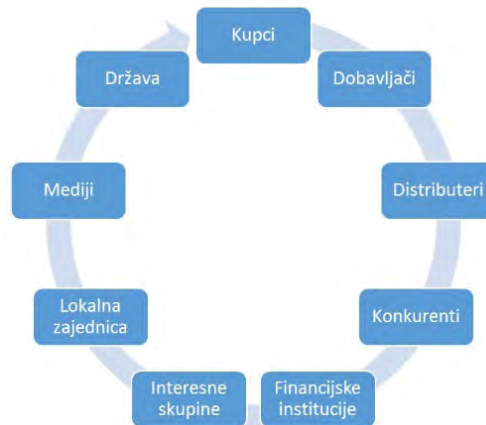 Kupci
Dobavljači
Distributeri
Konkurenti
Financijske
institucije
Interesne
skupine
Lokalna
zajednica
Mediji
Država